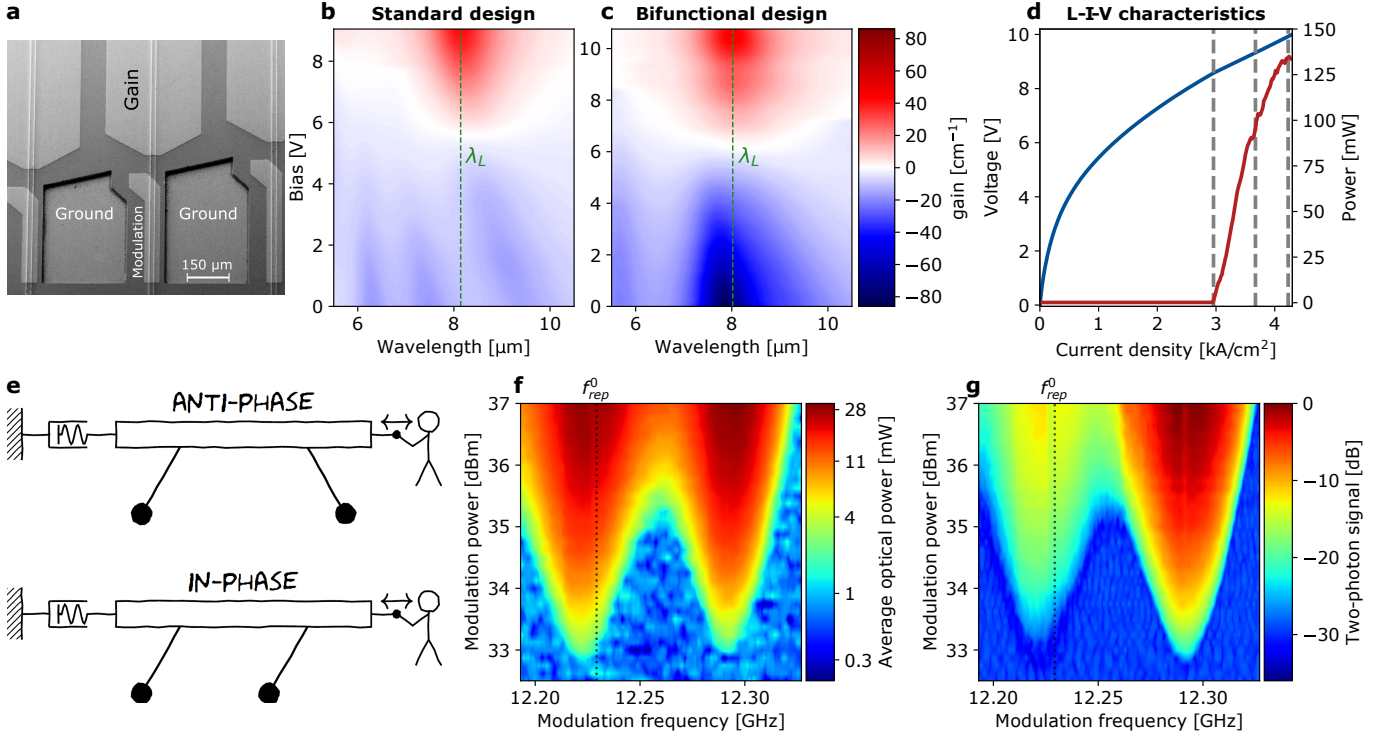 a
Gain
Ground
Modulation
Ground
150 μm
b
Standard design
Bias [V]
8
6
4
2
0
λL
6
8
10
Wavelength [μm]
c
Bifunctional design
10
8
6
4
2
0
λL
6
8
10
Wavelength [μm]
80
60
40
20
0
−20
−40
−60
−80
gain [cm−1]
d
L-I-V characteristics
Voltage [V]
10
8
6
4
2
0
0
1
2
3
4
Current density [kA/cm2]
150
125
100
75
50
25
0
Power [mW]
e
ANTI-PHASE
IN-PHASE
f
f0rep
Modulation power [dBm]
37
36
35
34
33
12.20
12.25
12.30
Modulation frequency [GHz]
28
11
4
1
0.3
Average optical power [mW]
g
f0rep
Modulation power [dBm]
37
36
35
34
33
12.20
12.25
12.30
Modulation frequency [GHz]
0
−10
−20
−30
Two-photon signal [dB]